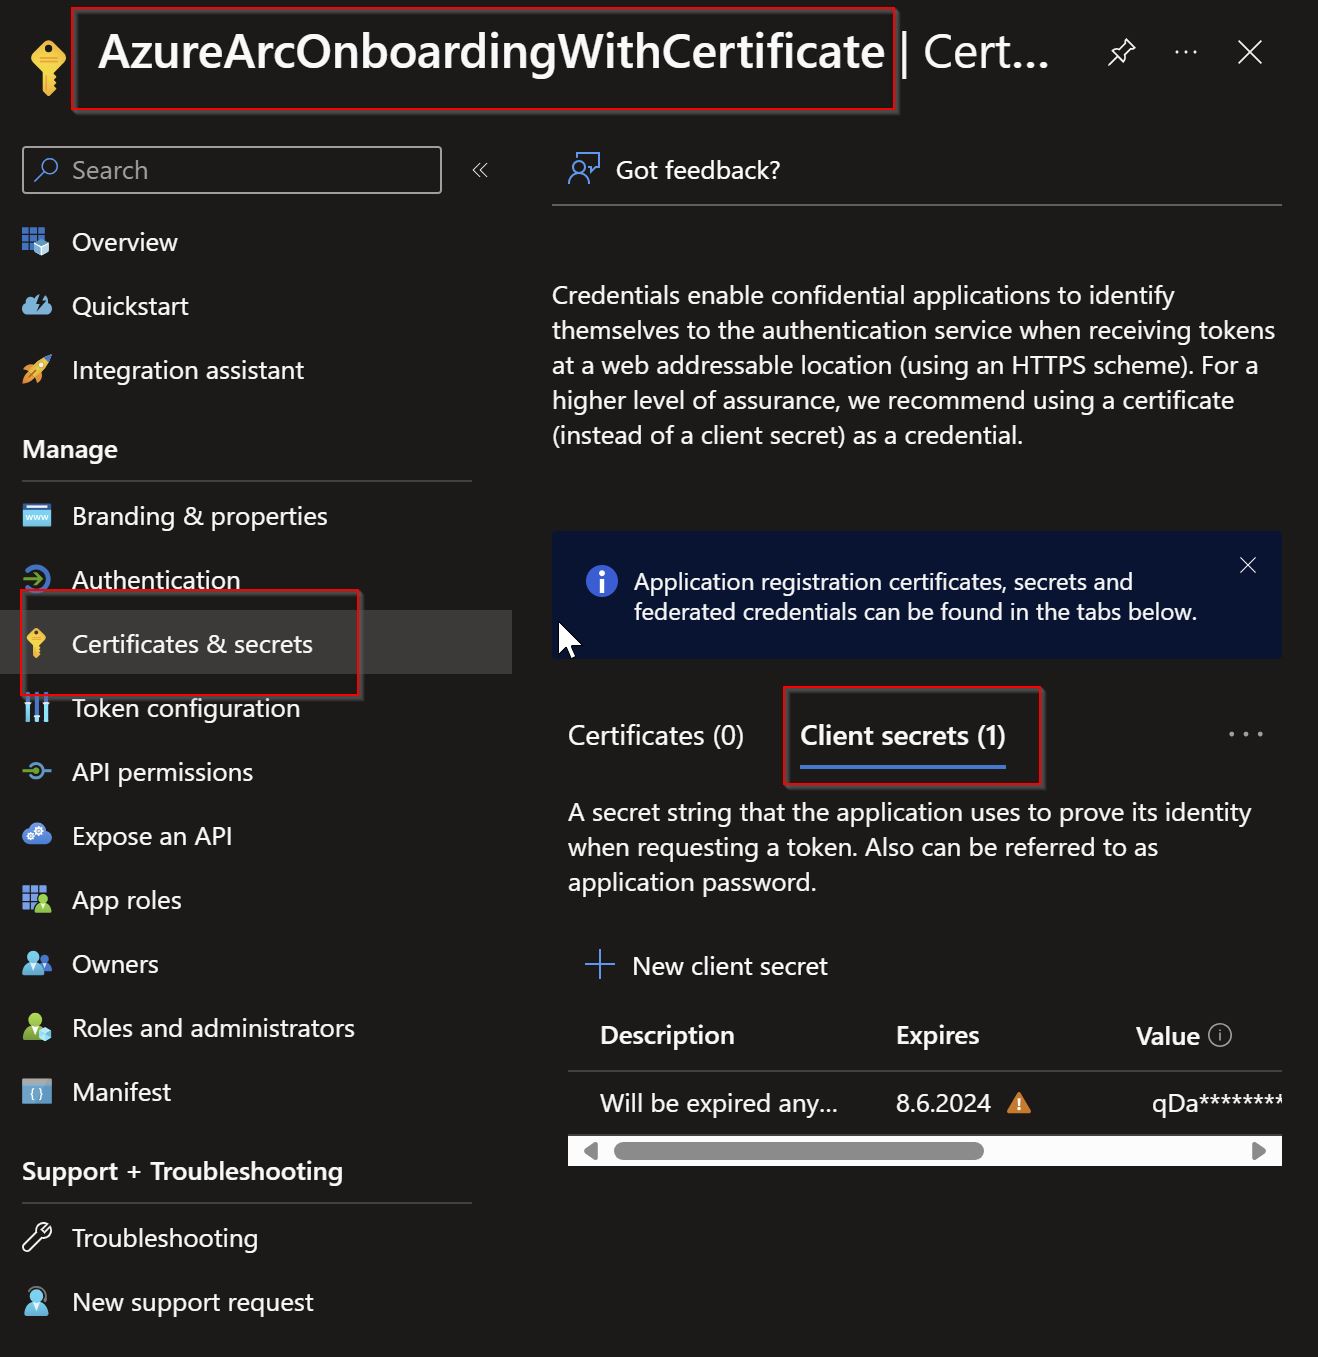 AzureArcOnboardingWithCertificate | Cert...
Search
Got feedback?
Overview
Quickstart
Integration assistant
Manage
Branding & properties
Authentication
Certificates & secrets
Token configuration
API permissions
Expose an API
App roles
Owners
Roles and administrators
Manifest
Support + Troubleshooting
Troubleshooting
New support request
Credentials enable confidential applications to identify
themselves to the authentication service when receiving tokens
at a web addressable location (using an HTTPS scheme). For a
higher level of assurance, we recommend using a certificate
(instead of a client secret) as a credential.
Application registration certificates, secrets and
federated credentials can be found in the tabs below.
Certificates (0) Client secrets (1)
A secret string that the application uses to prove its identity
when requesting a token. Also can be referred to as
application password.
New client secret
Description Expires Value
Will be expired any... 8.6.2024 qDa********